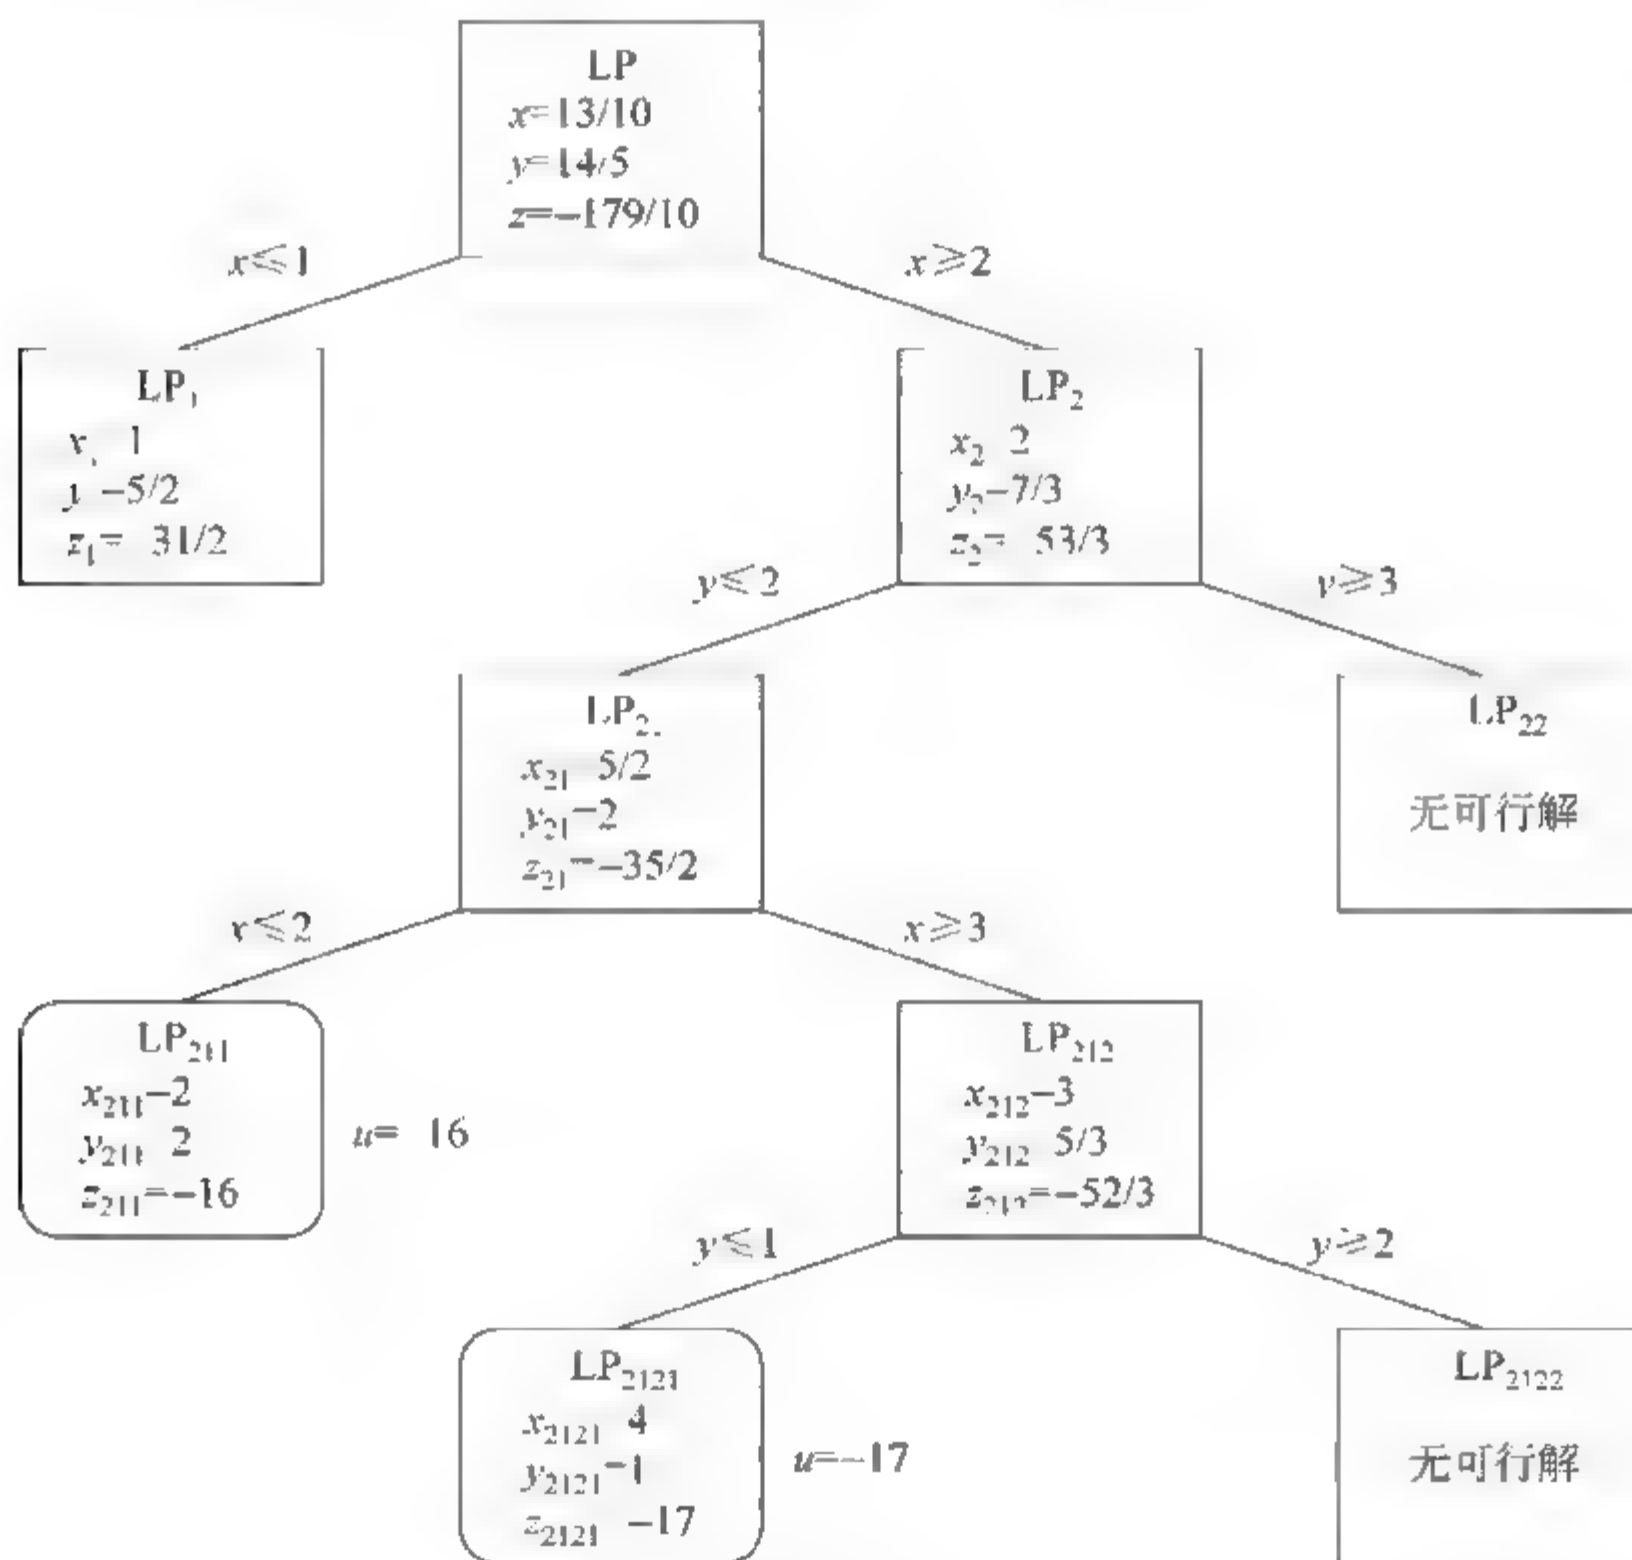 LP
x=13/10
y=14/5
z=-179/10
x≤1
x≥2
LP₁
x₁ 1
y -5/2
z₁= 31/2
LP₂
x₂ 2
y₂-7/3
z₂= 53/3
y≤2
y≥3
LP₂₁
x₂₁ 5/2
y₂₁-2
z₂₁=-35/2
LP₂₂
无可行解
x≤2
x≥3
LP₂₁₁
x₂₁₁-2
y₂₁₁ 2
z₂₁₁=-16
u= 16
LP₂₁₂
x₂₁₂-3
y₂₁₂ 5/3
z₂₁₂=-52/3
y≤1
y≥2
LP₂₁₂₁
x₂₁₂₁ 4
y₂₁₂₁-1
z₂₁₂₁ -17
u=-17
LP₂₁₂₂
无可行解